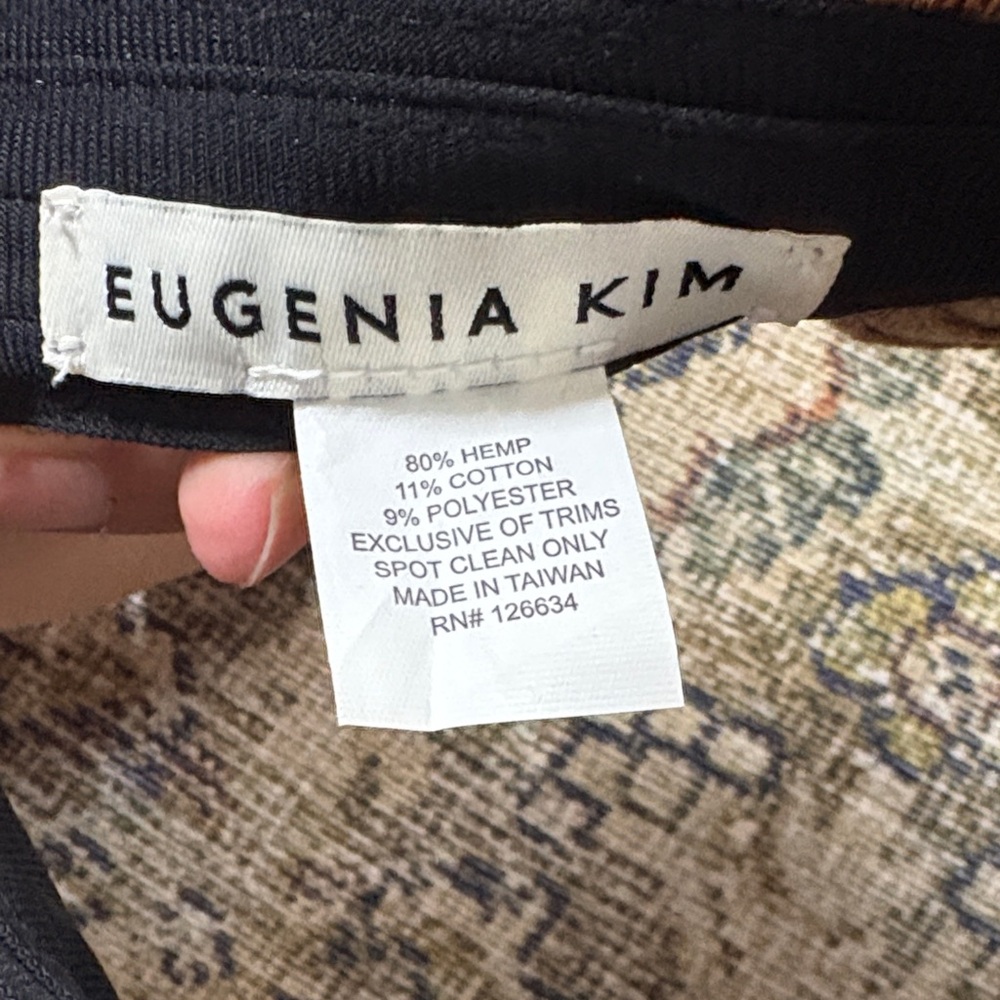 EUGENIA KIM
80% HEMP
11% COTTON
9% POLYESTER
EXCLUSIVE OF TRIMS
SPOT CLEAN ONLY
MADE IN TAIWAN
RN# 126634